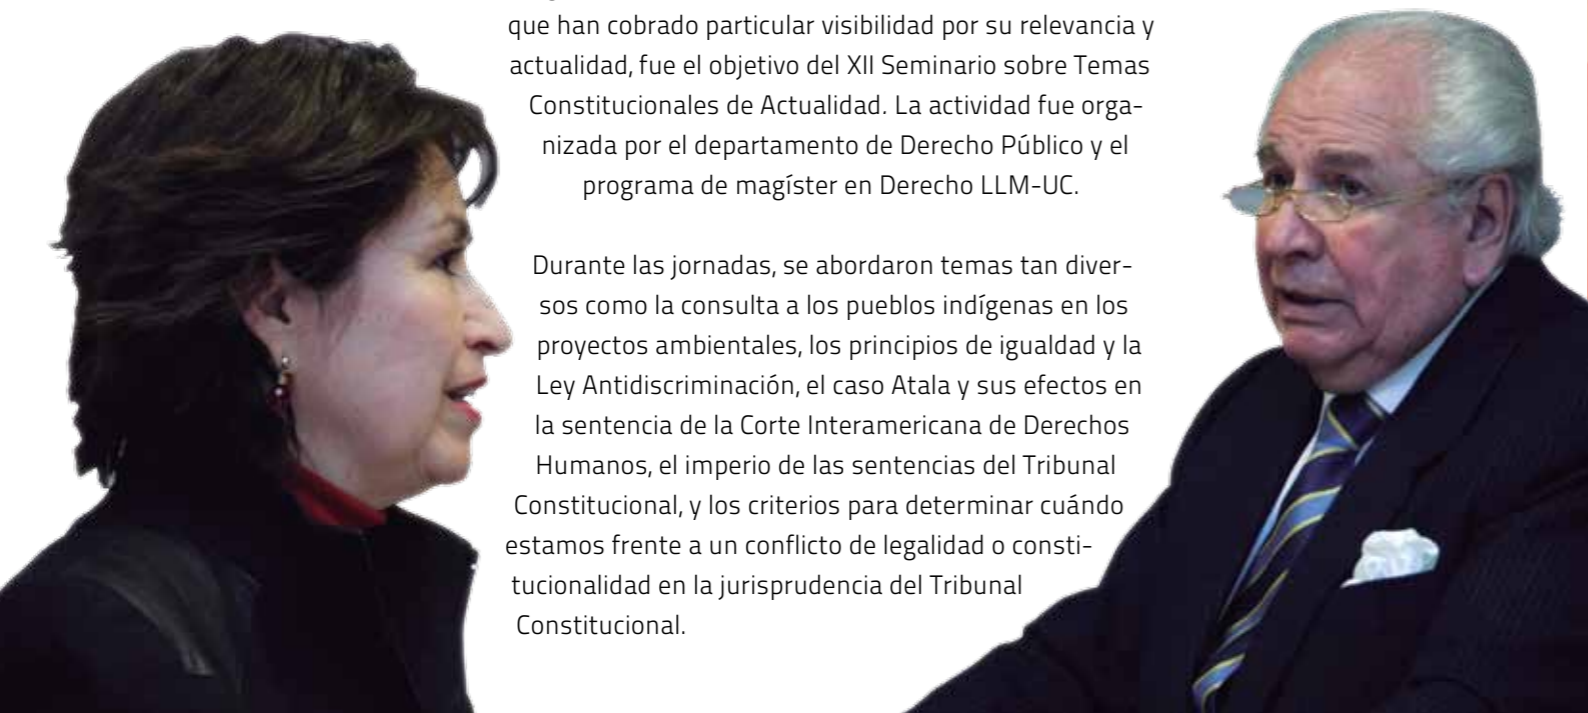 que han cobrado particular visibilidad por su relevancia y
actualidad, fue el objetivo del XII Seminario sobre Temas
Constitucionales de Actualidad. La actividad fue orga-
nizada por el departamento de Derecho Público y el
programa de magíster en Derecho LLM-UC.
Durante las jornadas, se abordaron temas tan diver-
sos como la consulta a los pueblos indígenas en los
proyectos ambientales, los principios de igualdad y la
Ley Antidiscriminación, el caso Atala y sus efectos en
la sentencia de la Corte Interamericana de Derechos
Humanos, el imperio de las sentencias del Tribunal
Constitucional, y los criterios para determinar cuándo
estamos frente a un conflicto de legalidad o consti-
tucionalidad en la jurisprudencia del Tribunal
Constitucional.